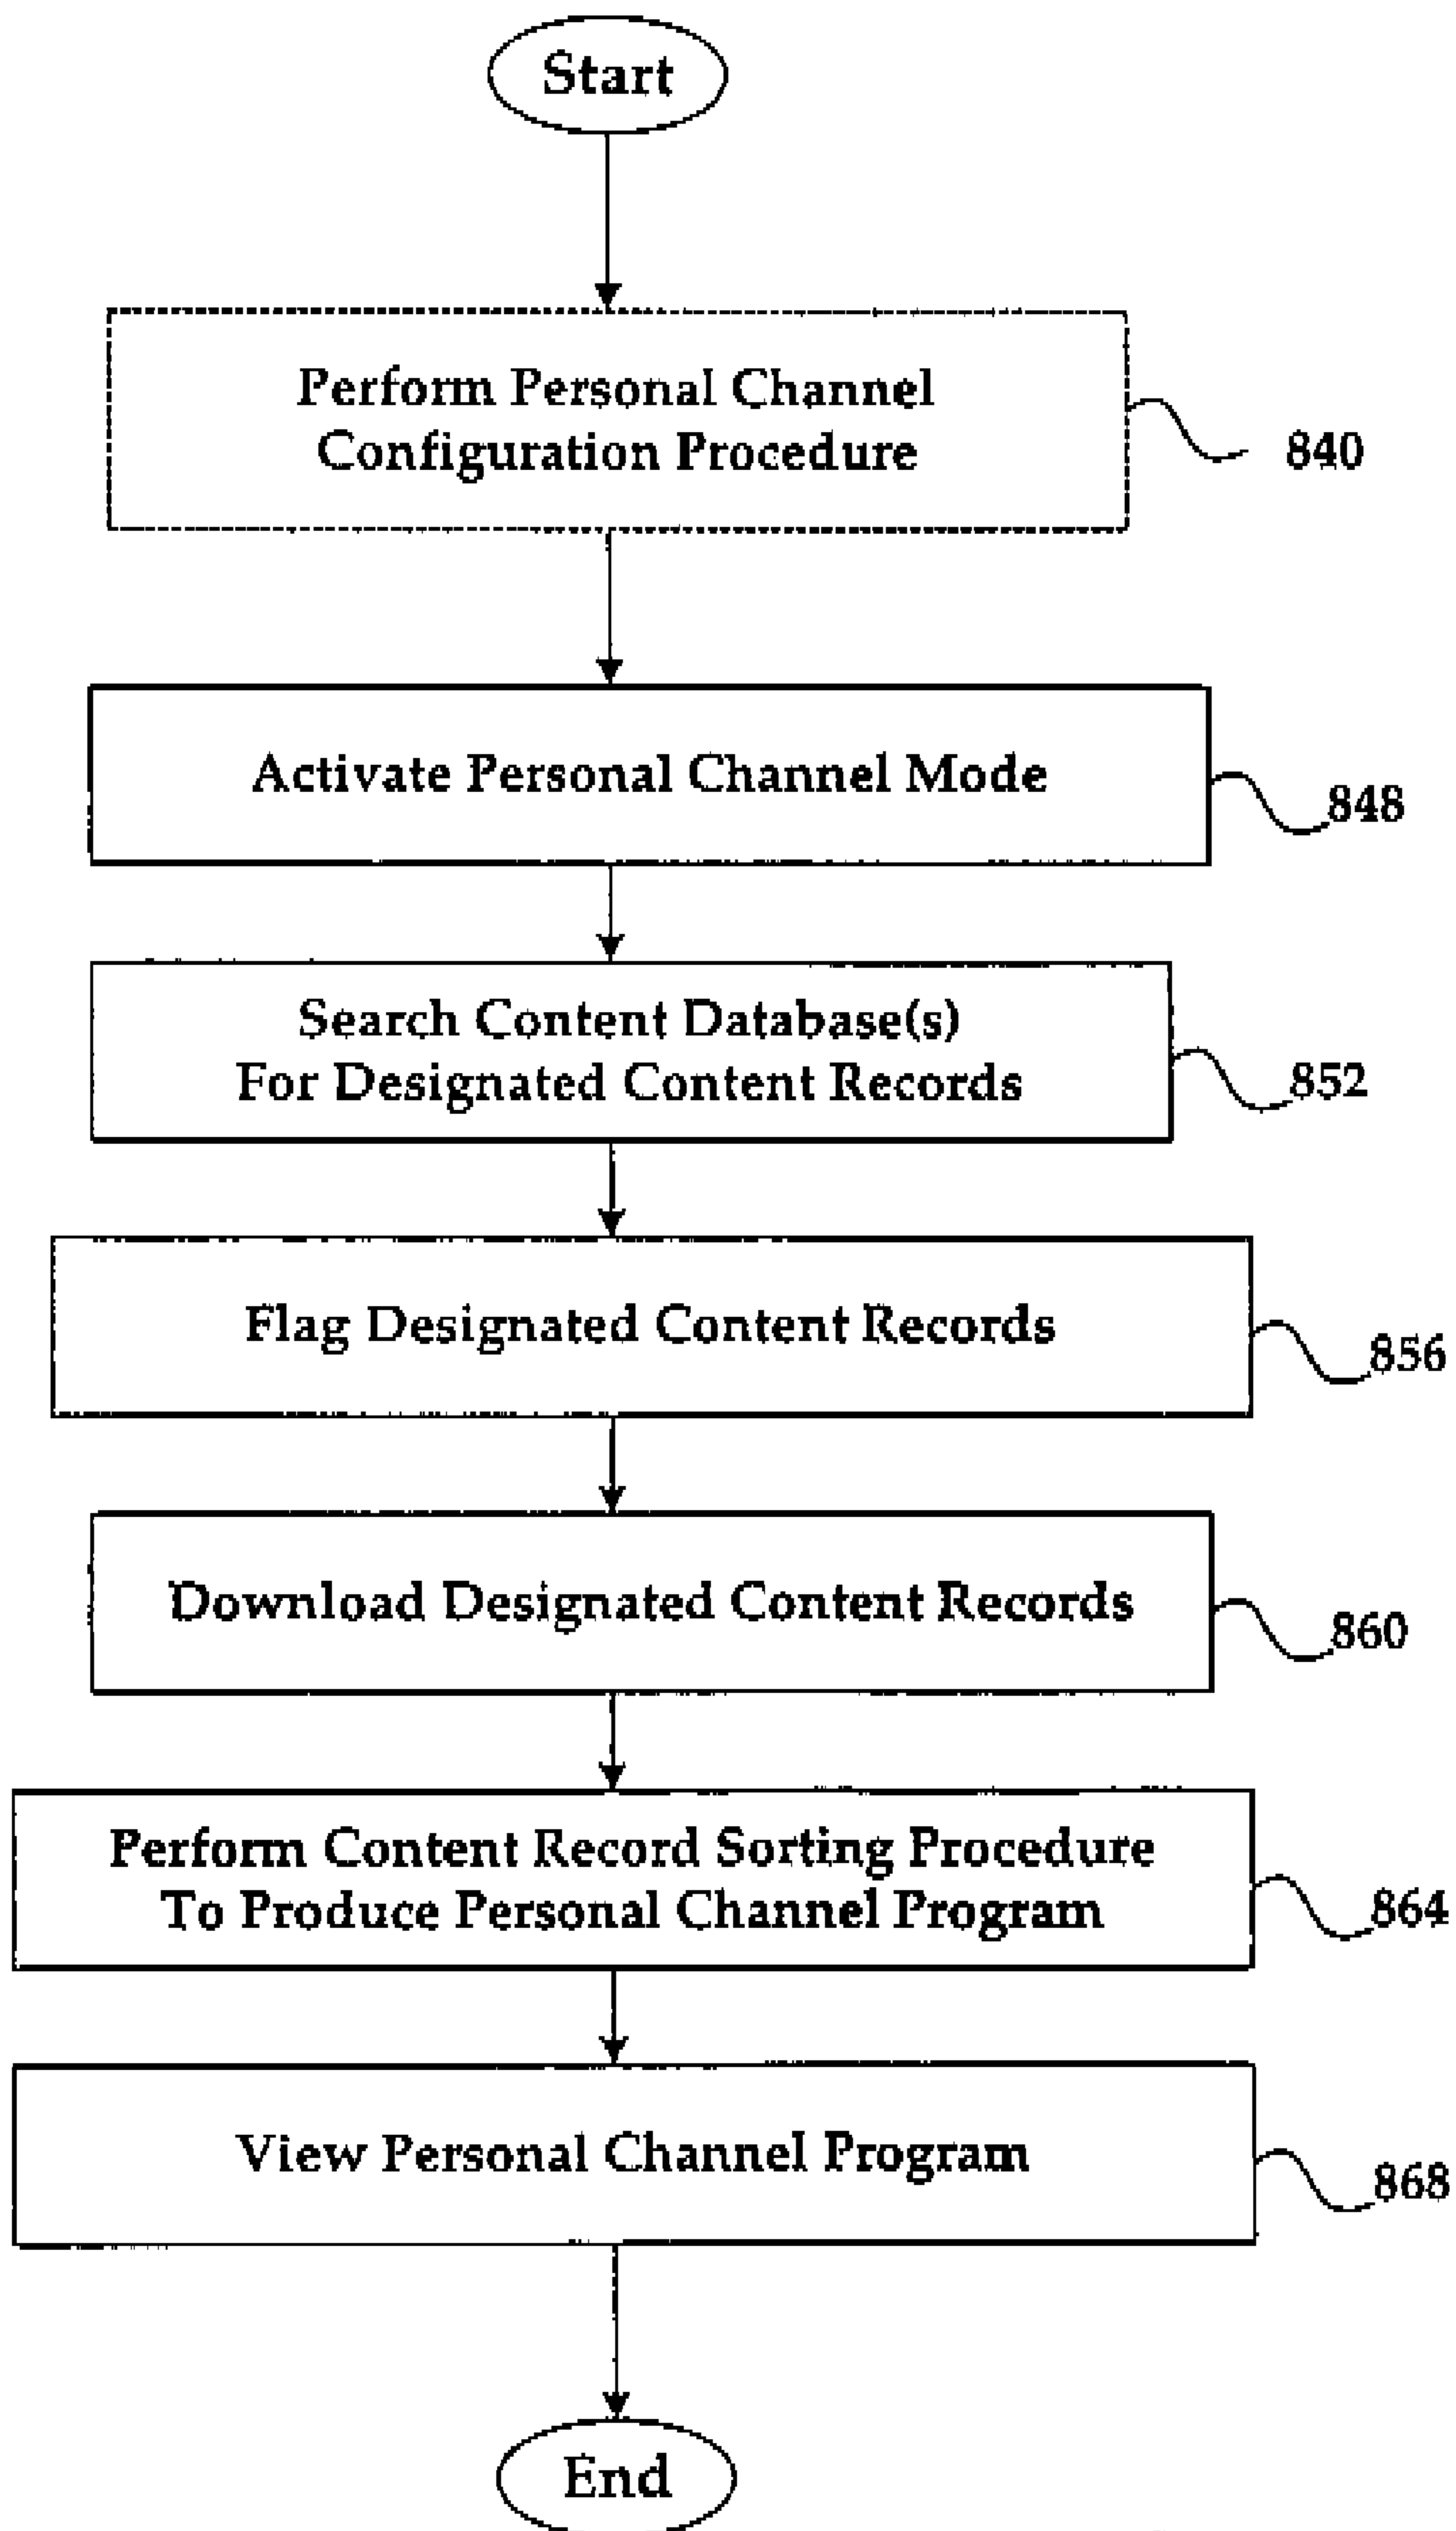 Start
Perform Personal Channel
Configuration Procedure
840
Activate Personal Channel Mode
848
Search Content Database(s)
For Designated Content Records
852
Flag Designated Content Records
856
Download Designated Content Records
860
Perform Content Record Sorting Procedure
To Produce Personal Channel Program
864
View Personal Channel Program
868
End